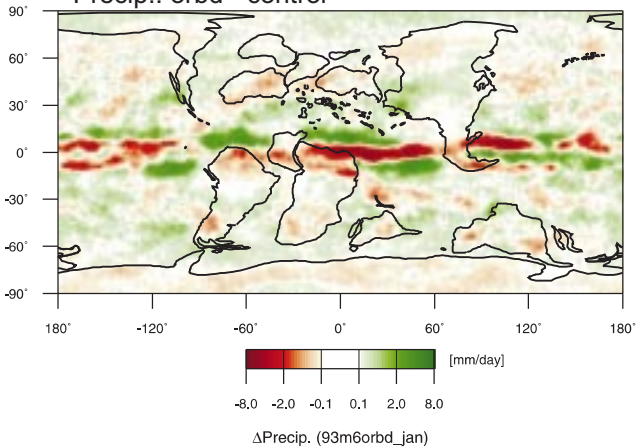 Precip.: orbd - control
90˚
60˚
30˚
0˚
-30˚
-60˚
-90˚
180˚ -120˚ -60˚ 0˚ 60˚ 120˚ 180˚
[mm/day]
-8.0 -2.0 -0.1 0.1 2.0 8.0
ΔPrecip. (93m6orbd_jan)